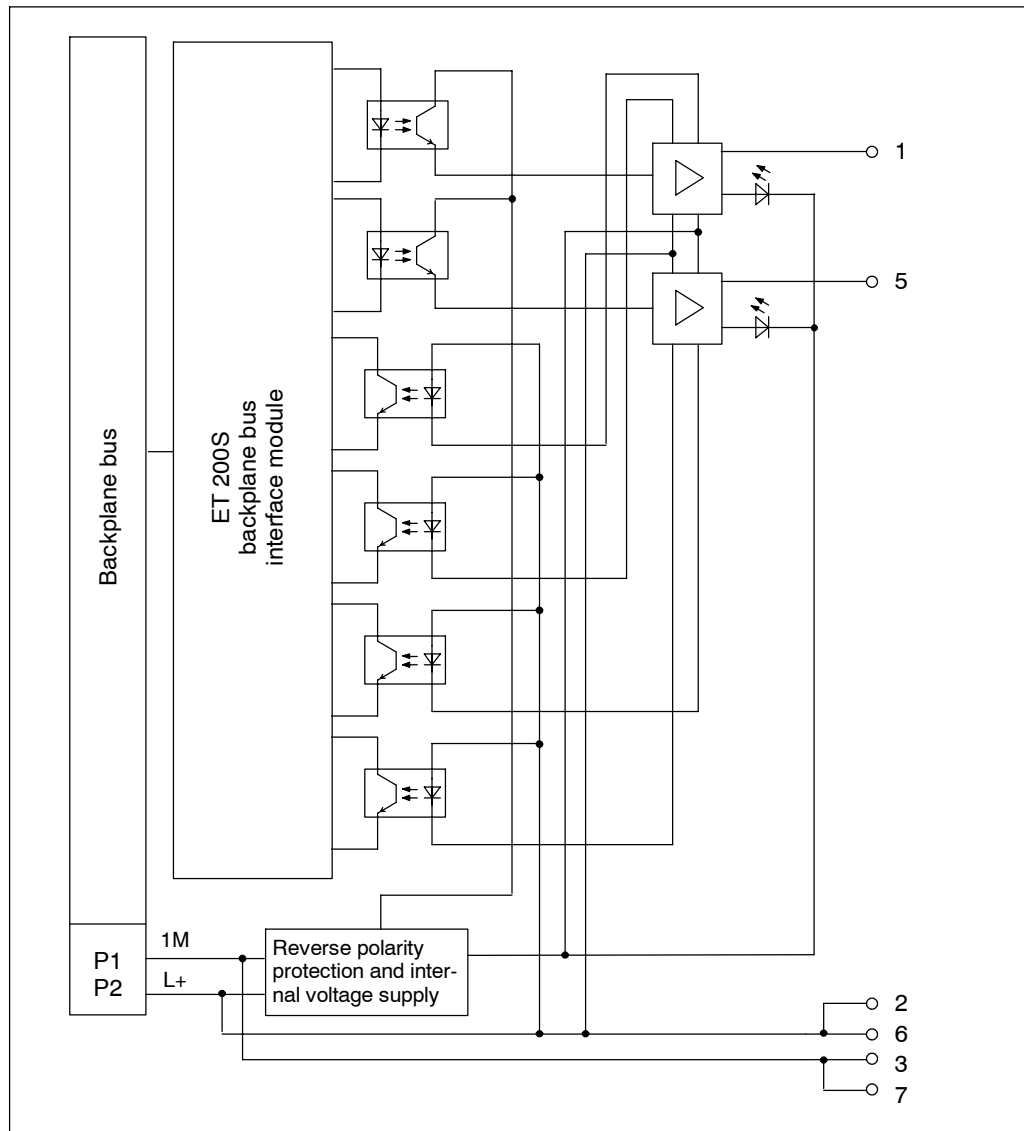 Backplane bus
ET 200S
backplane bus
interface module
1
5
P1
P2
1M
L+
Reverse polarity
protection and inter-
nal voltage supply
2
6
3
7